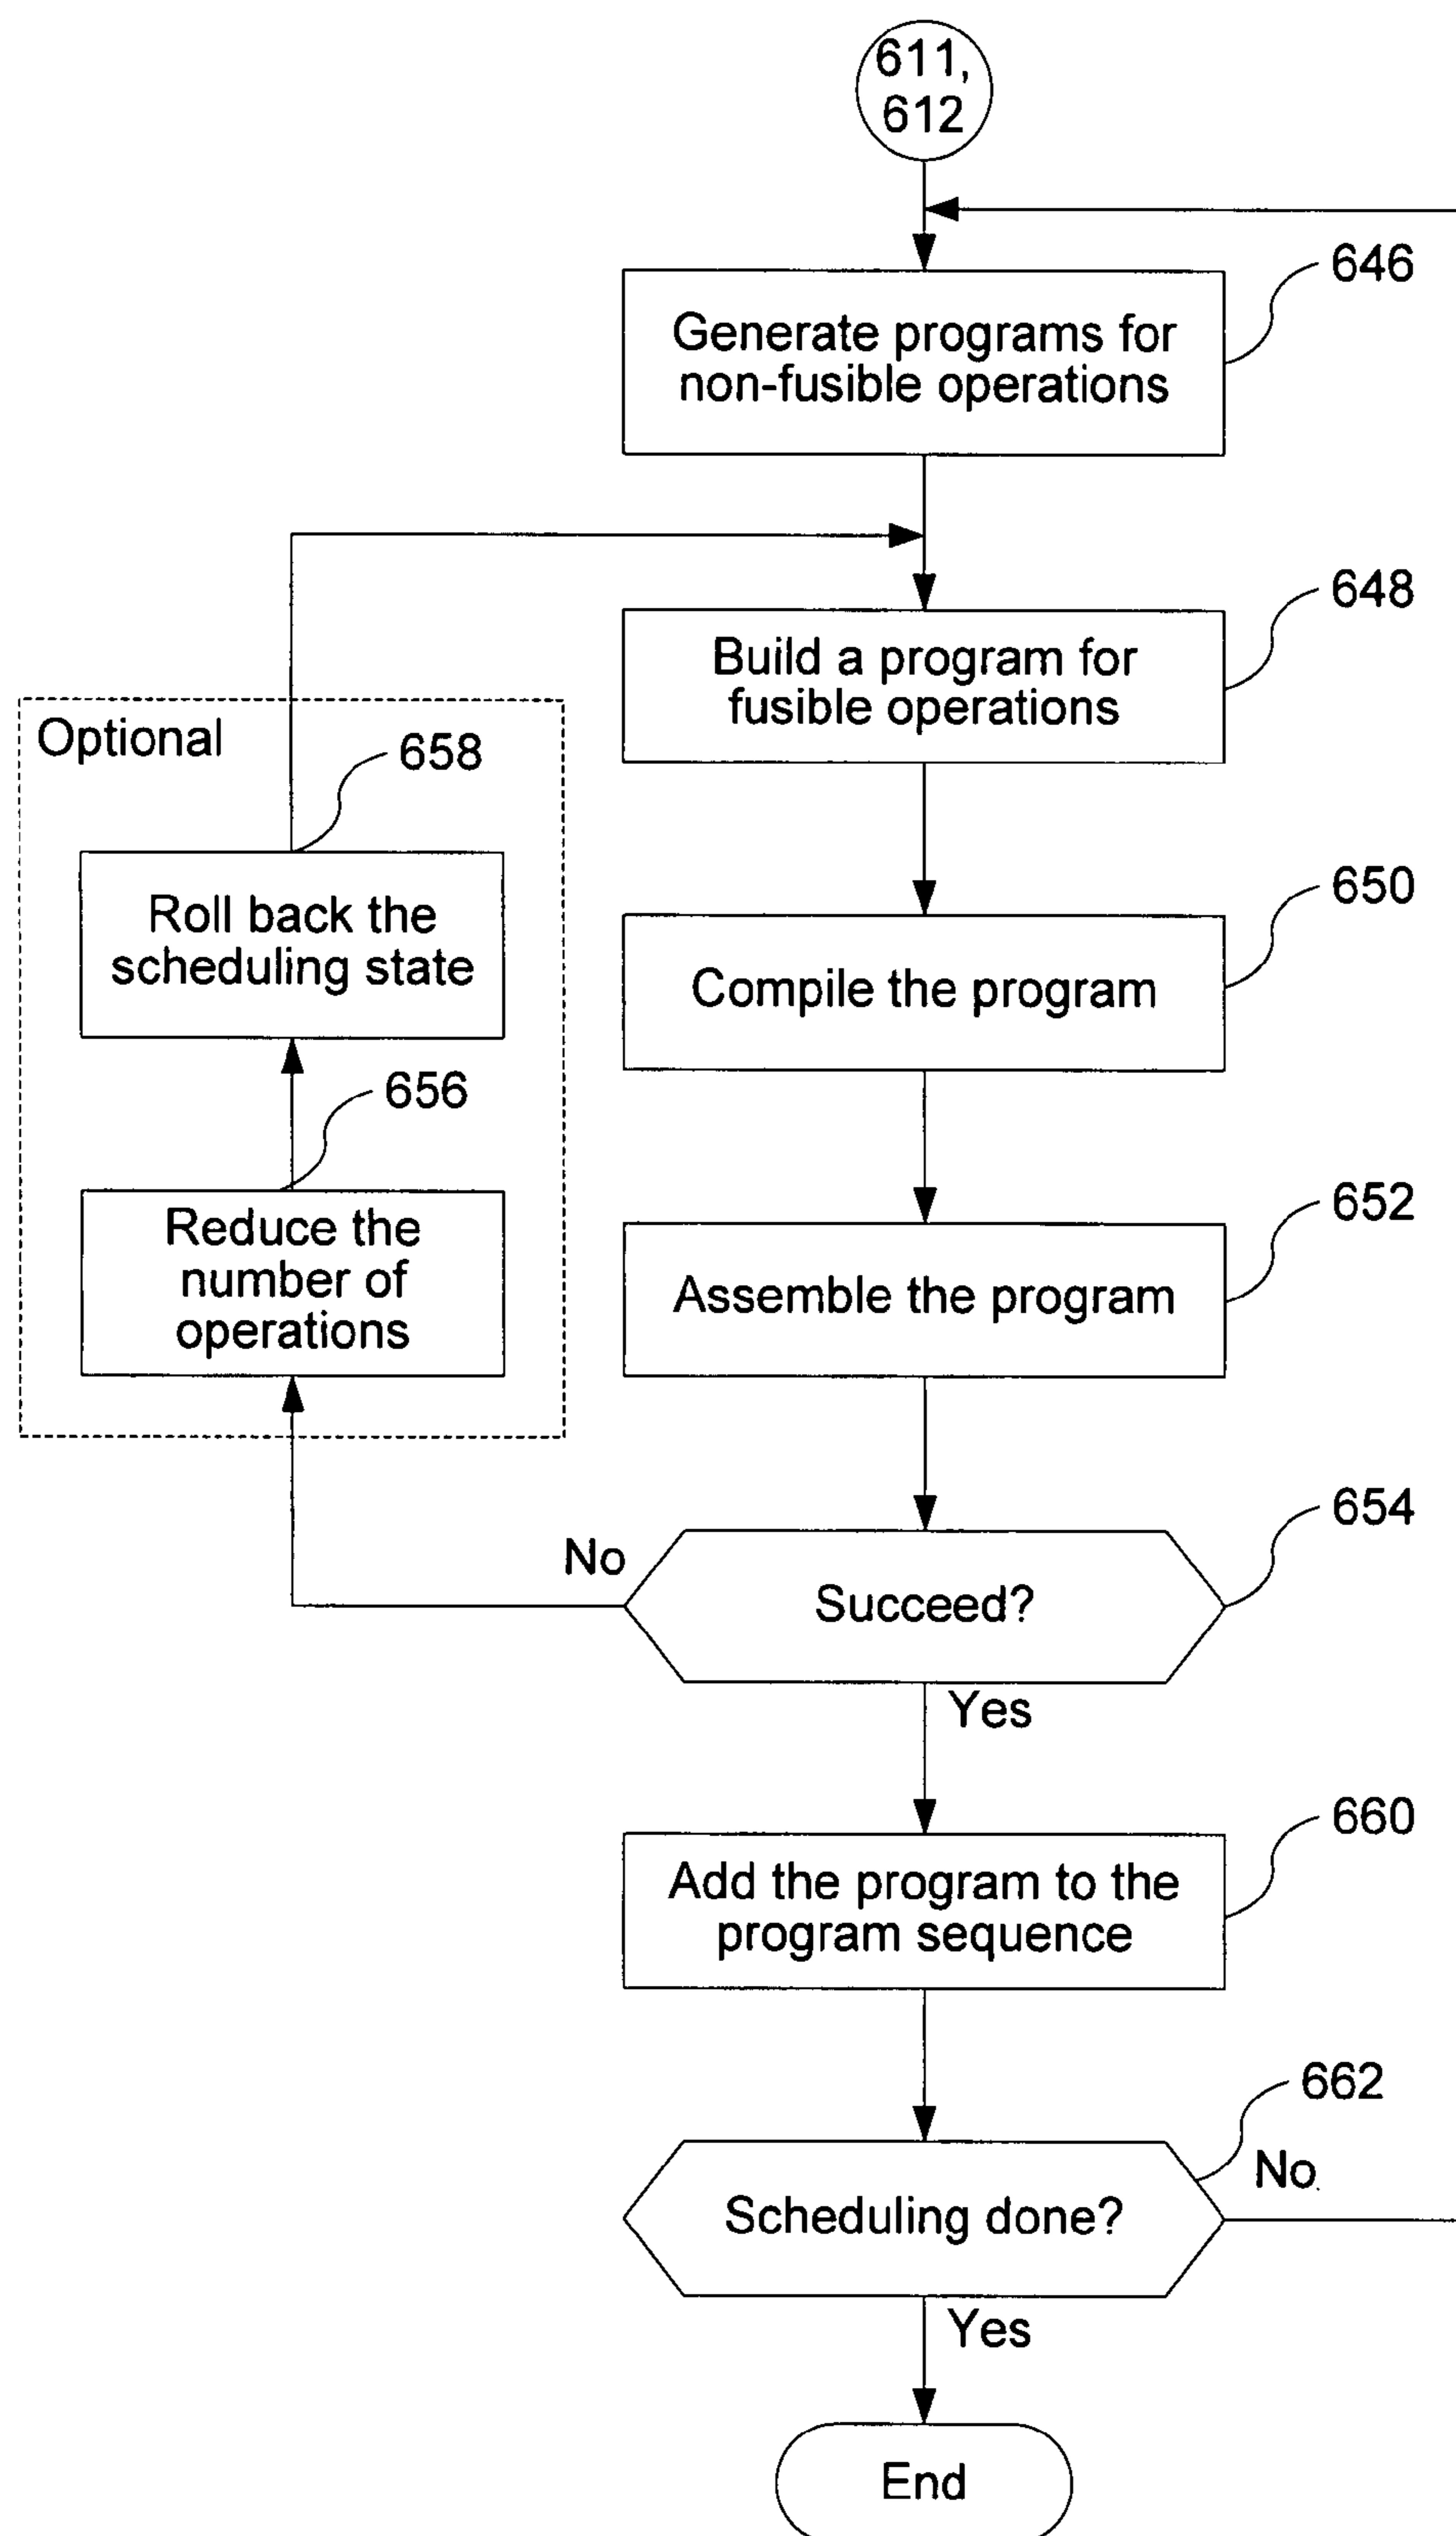 611,
612
646
Generate programs for
non-fusible operations
648
Build a program for
fusible operations
Optional
658
Roll back the
scheduling state
650
Compile the program
656
Reduce the
number of
operations
652
Assemble the program
654
No
Succeed?
Yes
660
Add the program to the
program sequence
662
No
Scheduling done?
Yes
End